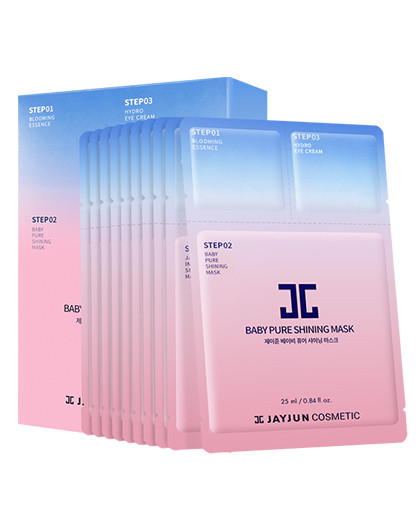 STEP01
BLOOMING
ESSENCE
STEP03
HYDRO
EYE CREAM
STEP02
BABY
PURE
SHINING
MASK
STEP01
BLOOMING
ESSENCE
STEP03
HYDRO
EYE CREAM
STEP02
BABY
PURE
SHINING
MASK
BABY PURE SHINING MASK
제이준 베이비 퓨어 샤이닝 마스크
25 ml / 0.84 fl. oz.
JAYJUN COSMETIC